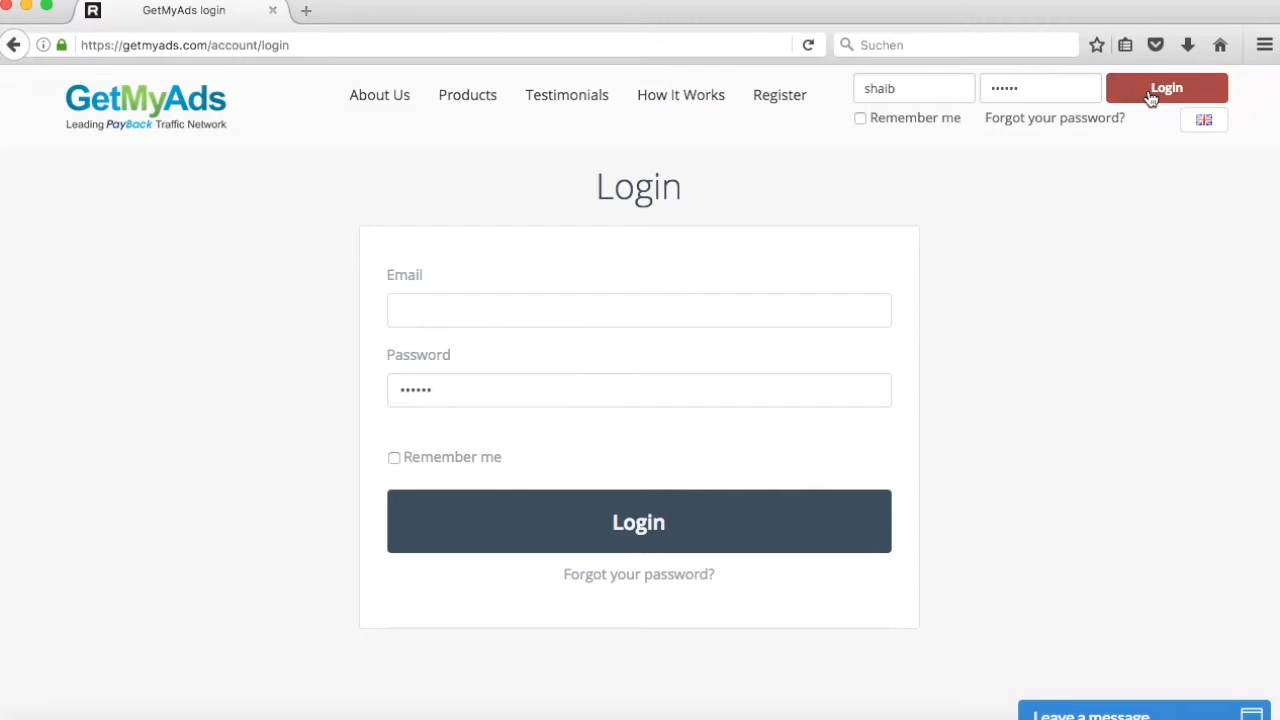 GetMyAds login
https://getmyads.com/account/login
Suchen
GetMyAds
Leading PayBack Traffic Network
About Us
Products
Testimonials
How It Works
Register
shaib
••••••
Login
Remember me
Forgot your password?
Login
Email
Password
••••••
Remember me
Login
Forgot your password?
Leave a message